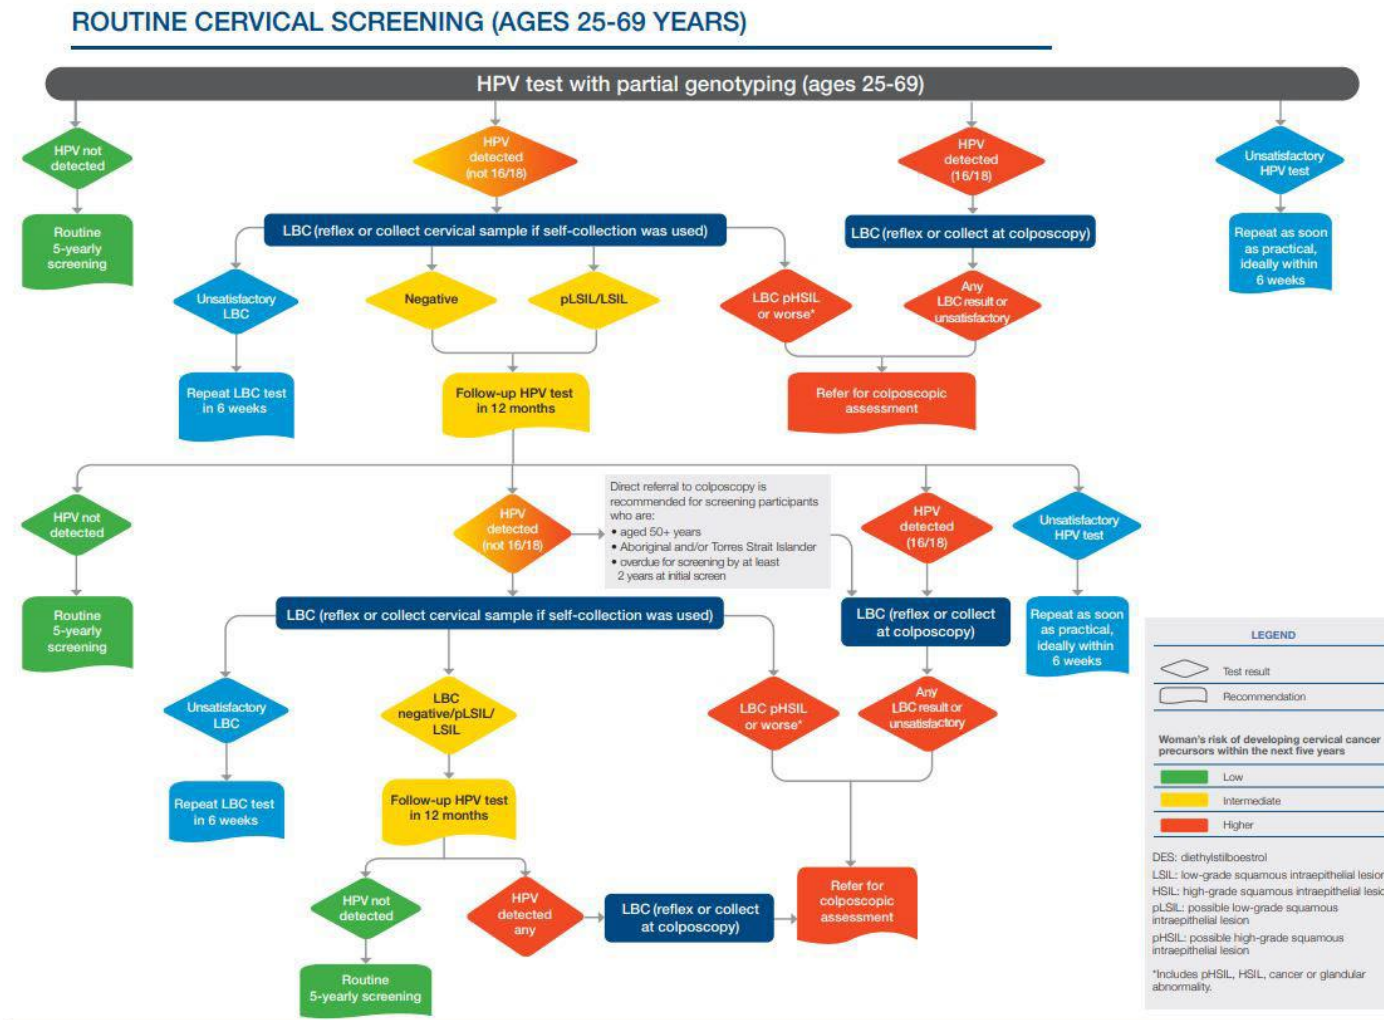 ROUTINE CERVICAL SCREENING (AGES 25-69 YEARS)
HPV test with partial genotyping (ages 25-69)
HPV not
detected
HPV
detected
(not 16/18)
HPV
detected
(16/18)
Unsatisfactory
HPV test
Routine
5-yearly
screening
LBC (reflex or collect cervical sample if self-collection was used)
LBC (reflex or collect at colposcopy)
Repeat as soon
as practical,
ideally within
6 weeks
Unsatisfactory
LBC
Negative
pLSIL/LSIL
LBC pHSIL
or worse*
Any
LBC result or
unsatisfactory
Repeat LBC test
in 6 weeks
Follow-up HPV test
in 12 months
Refer for colposcopic
assessment
HPV not
detected
HPV
detected
(not 16/18)
Direct referral to colposcopy is
recommended for screening participants
who are:
• aged 50+ years
• Aboriginal and/or Torres Strait Islander
• overdue for screening by at least
2 years at initial screen
HPV
detected
(16/18)
Unsatisfactory
HPV test
Routine
5-yearly
screening
LBC (reflex or collect cervical sample if self-collection was used)
LBC (reflex or collect
at colposcopy)
Repeat as soon
as practical,
ideally within
6 weeks
Unsatisfactory
LBC
LBC
negative/pLSIL/
LSIL
LBC pHSIL
or worse*
Any
LBC result or
unsatisfactory
Repeat LBC test
in 6 weeks
Follow-up HPV test
in 12 months
HPV not
detected
HPV
detected
any
LBC (reflex or collect
at colposcopy)
Refer for
colposcopic
assessment
Routine
5-yearly screening
LEGEND
Test result
Recommendation
Woman's risk of developing cervical cancer
precursors within the next five years
Low
Intermediate
Higher
DES: diethylstilboestrol
LSIL: low-grade squamous intraepithelial lesion
HSIL: high-grade squamous intraepithelial
pLSIL: possible low-grade squamous
intraepithelial lesion
pHSIL: possible high-grade squamous
intraepithelial lesion
*Includes pHSIL, HSIL, cancer or glandular
abnormality.